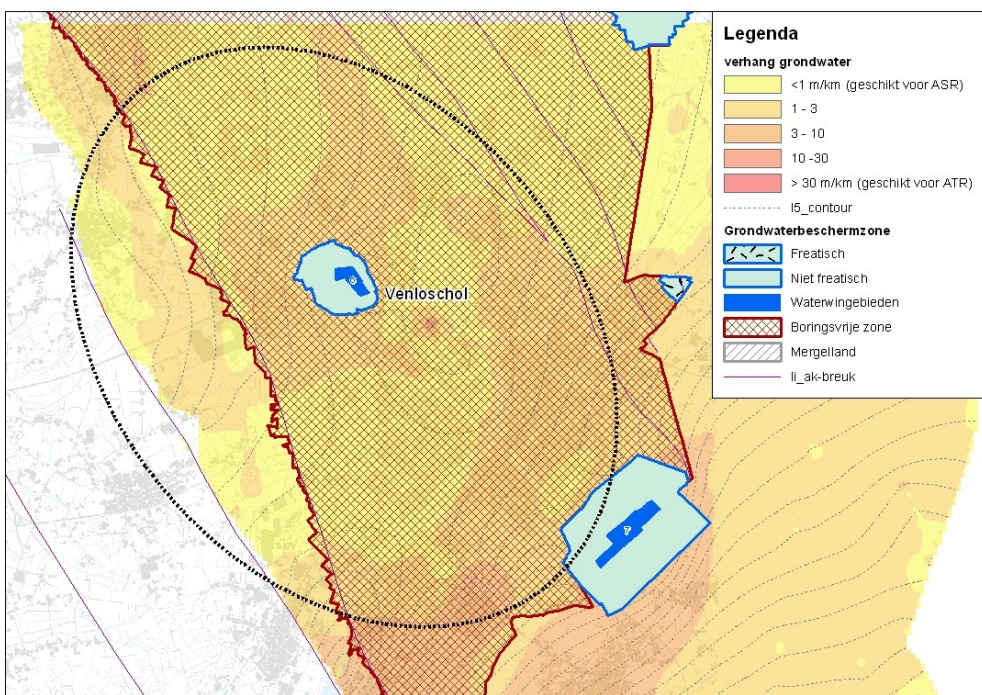 Legenda
verhang grondwater
<1 m/km (geschikt voor ASR)
1 - 3
3 - 10
10 -30
> 30 m/km (geschikt voor ATR)
l5_contour
Grondwaterbeschermzone
Freatisch
Niet freatisch
Waterwingebieden
Boringsvrije zone
Mergelland
li_ak-breuk
Venloschol